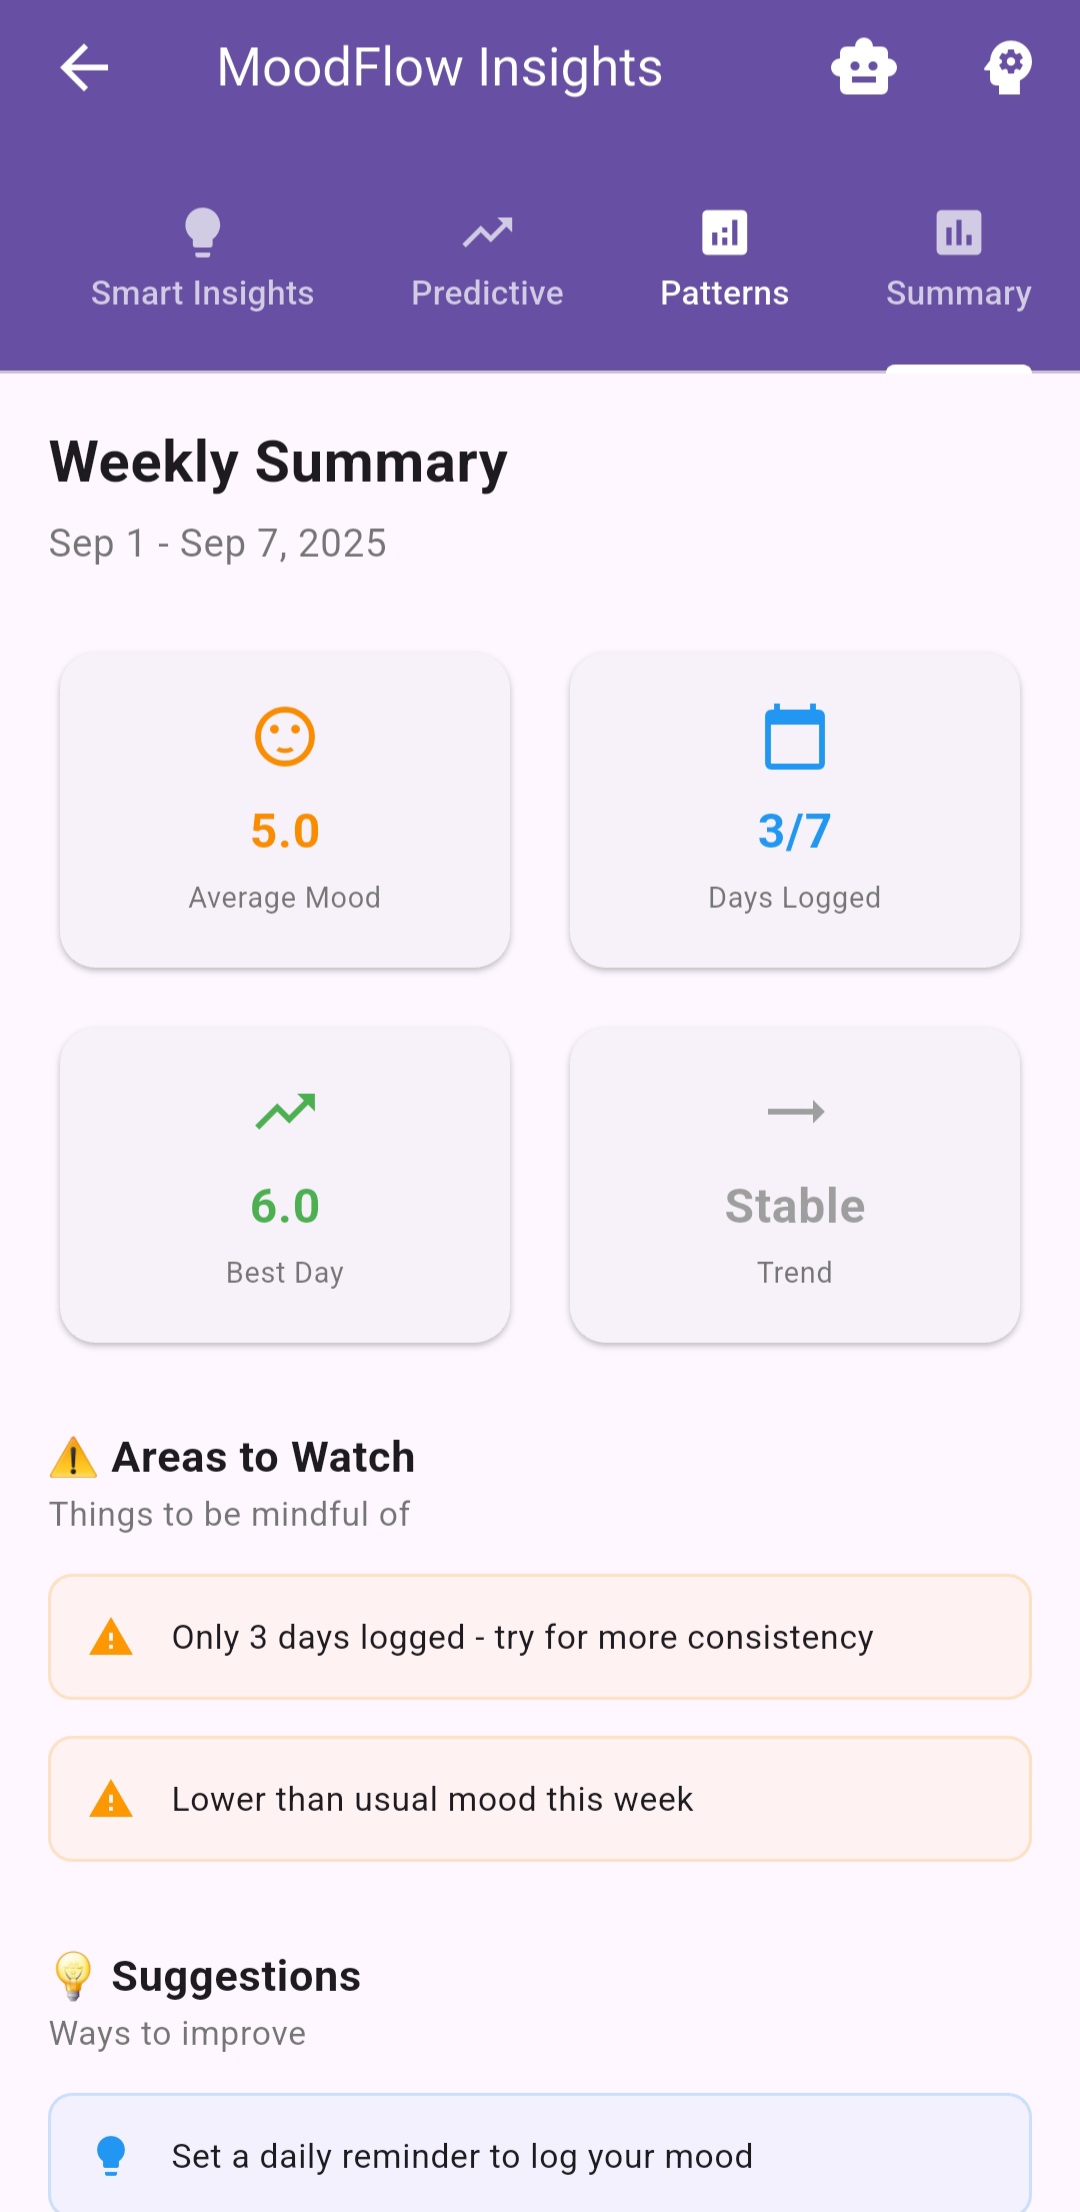 MoodFlow Insights
Smart Insights
Predictive
Patterns
Summary
Weekly Summary
Sep 1 - Sep 7, 2025
5.0
Average Mood
3/7
Days Logged
6.0
Best Day
Stable
Trend
Areas to Watch
Things to be mindful of
Only 3 days logged - try for more consistency
Lower than usual mood this week
Suggestions
Ways to improve
Set a daily reminder to log your mood